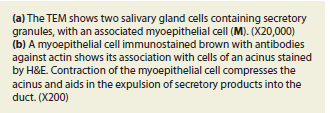 (a) The TEM shows two salivary gland cells containing secretory
granules, with an associated myoepithelial cell (M). (X20,000)
(b) A myoepithelial cell immunostained brown with antibodies
against actin shows its association with cells of an acinus stained
by H&E. Contraction of the myoepithelial cell compresses the
acinus and aids in the expulsion of secretory products into the
duct. (X200)